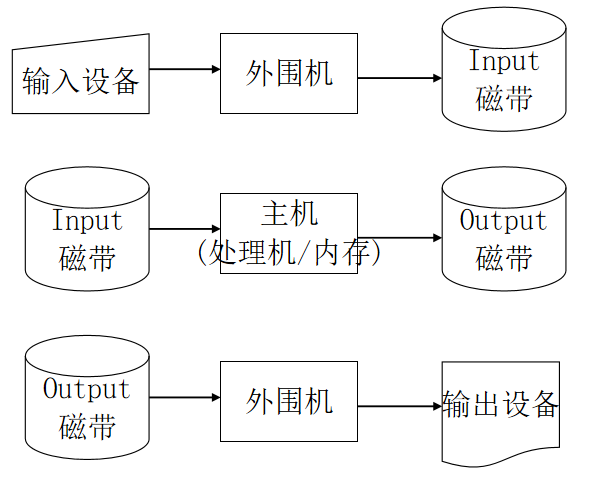 输入设备
外围机
Input
磁带
Input
磁带
主机
(处理机/内存)
Output
磁带
Output
磁带
外围机
输出设备